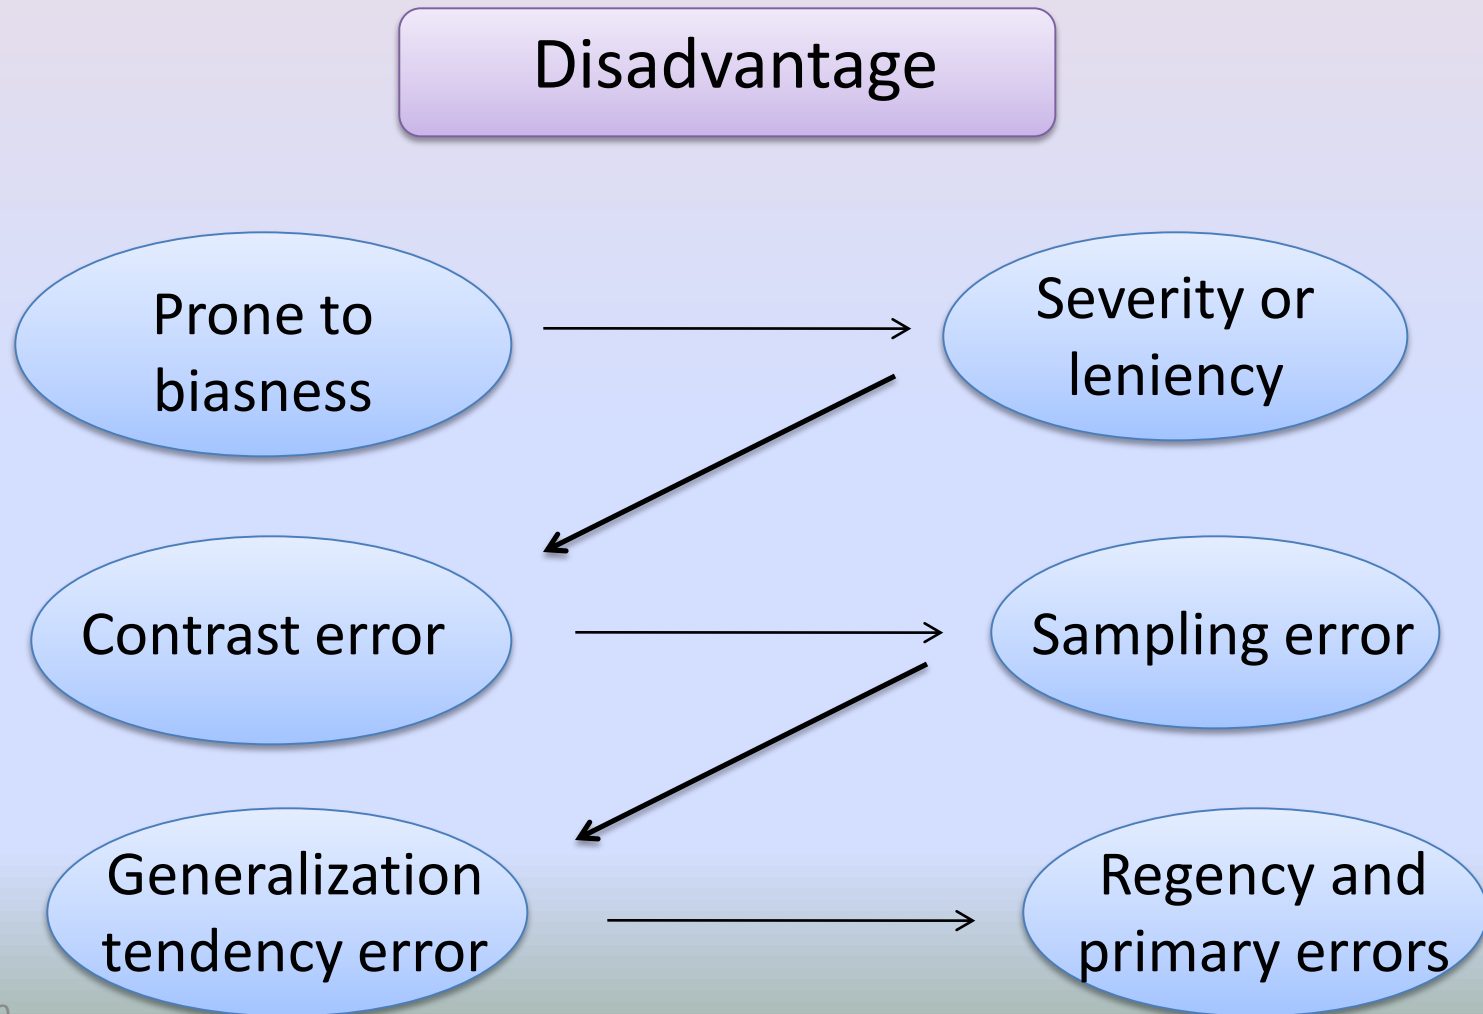 Disadvantage
Prone to
biasness
Severity or
leniency
Contrast error
Sampling error
Generalization
tendency error
Regency and
primary errors